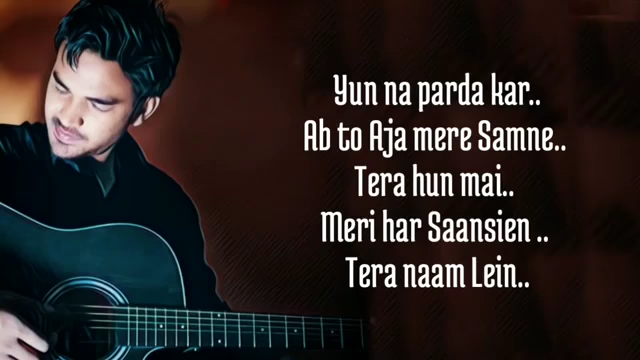 Yun na parda kar..
Ab to Aja mere Samne..
Tera hun mai..
Meri har Saansien ..
Tera naam Lein..